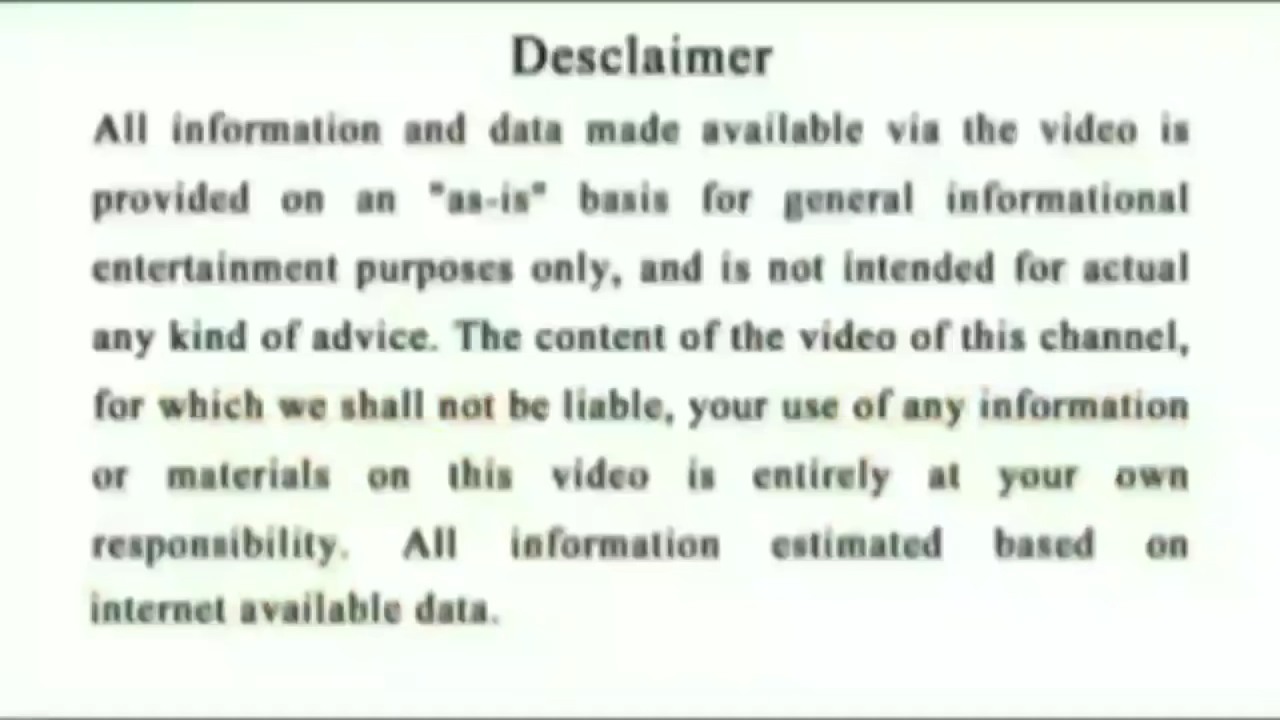 Desclaimer
All information and data made available via the video is
provided on an "as-is" basis for general informational
entertainment purposes only, and is not intended for actual
any kind of advice. The content of the video of this channel,
for which we shall not be liable, your use of any information
or materials on this video is entirely at your own
responsibility. All information estimated based on
internet available data.